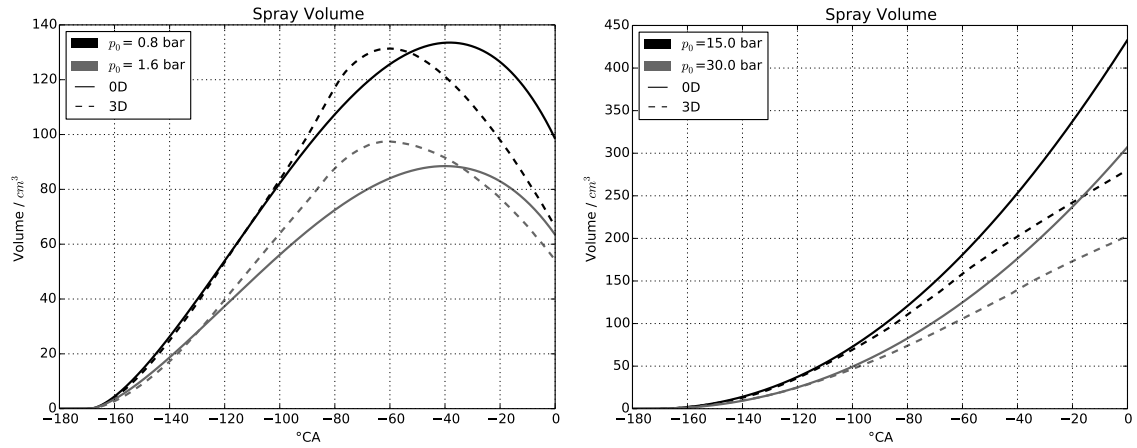 Spray Volume
140
120
100
80
60
40
20
0
Volume / cm³
p₀= 0.8 bar
p₀= 1.6 bar
0D
3D
−180 −160 −140 −120 −100 −80 −60 −40 −20 0
°CA
Spray Volume
450
400
350
300
250
200
150
100
50
0
Volume / cm³
p₀=15.0 bar
p₀=30.0 bar
0D
3D
−180 −160 −140 −120 −100 −80 −60 −40 −20 0
°CA